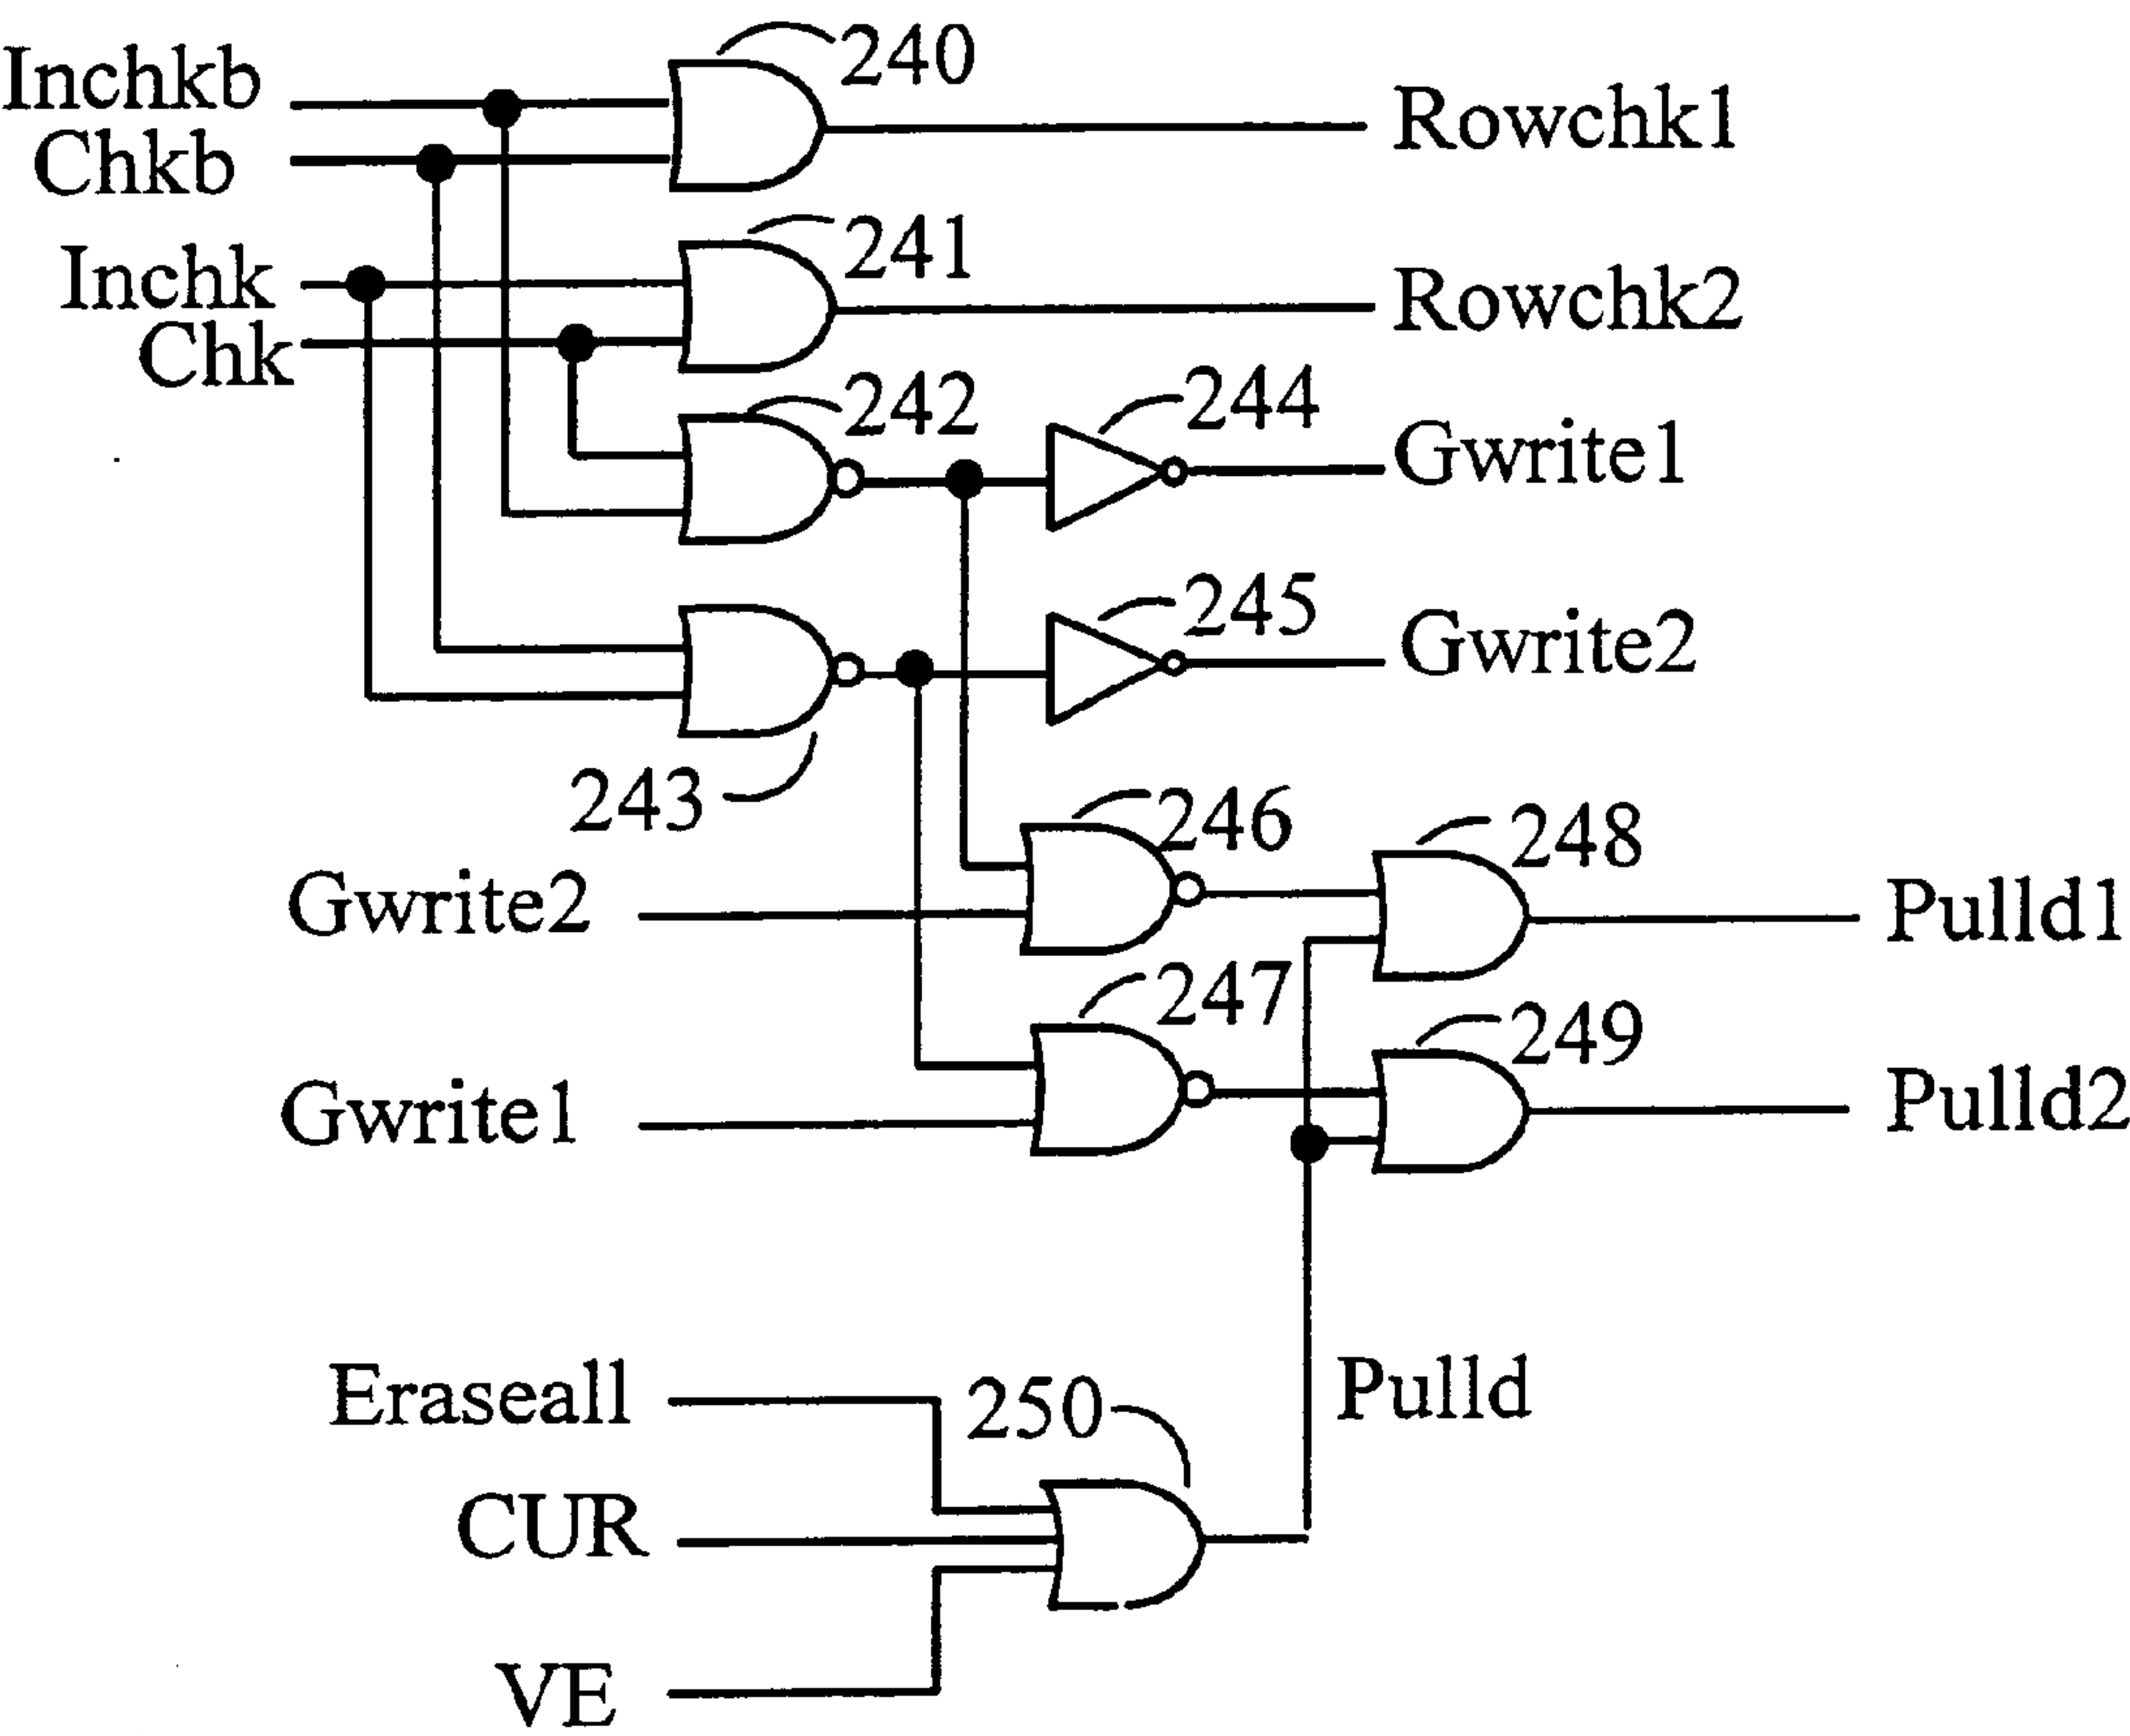 240
Inchkb
Rowchk1
Chkb
241
Inchk
Rowchk2
Chk
242
244
Gwrite1
245
Gwrite2
243
246
248
Gwrite2
Pulld1
247
249
Gwrite1
Pulld2
Eraseall
250
Pulld
CUR
VE